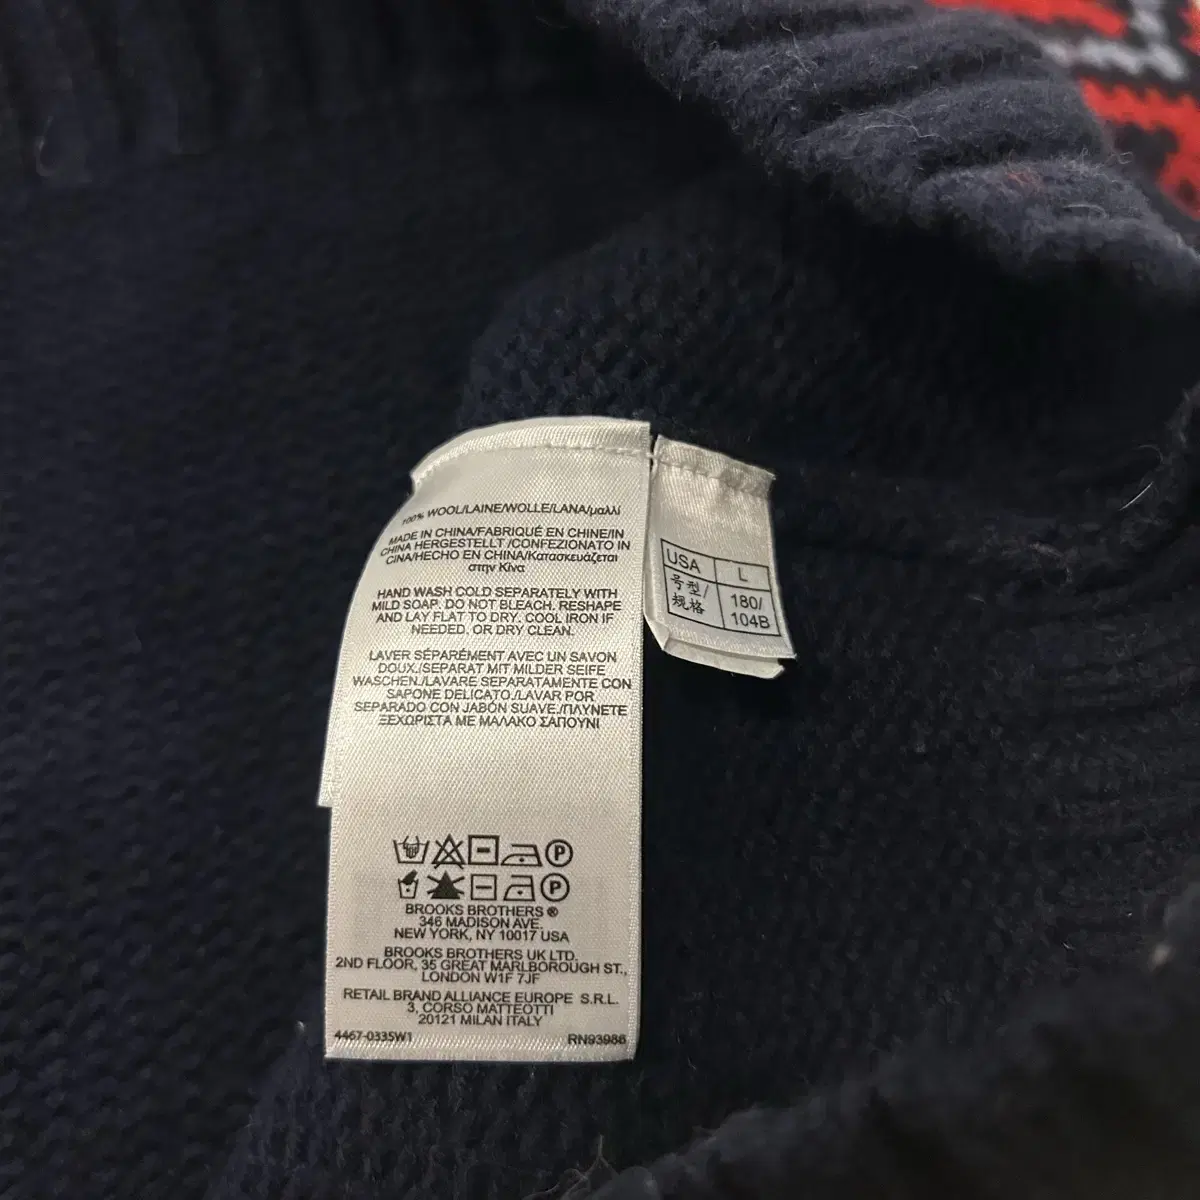 100% WOOL/LAINE/WOLLE/LANA/μαλλί
MADE IN CHINA/FABRIQUÉ EN CHINE/IN
CHINA HERGESTELLT /CONFEZIONATO IN
CINA/HECHO EN CHINA/Κατασκευάζεται
στην Κίνα
HAND WASH COLD SEPARATELY WITH
MILD SOAP. DO NOT BLEACH. RESHAPE
AND LAY FLAT TO DRY. COOL IRON IF
NEEDED. OR DRY CLEAN.
LAVER SÉPARÉMENT AVEC UN SAVON
DOUX./SEPARAT MIT MILDER SEIFE
WASCHEN./LAVARE SEPARATAMENTE CON
SAPONE DELICATO./LAVAR POR
SEPARADO CON JABÓN SUAVE./ΠΛΥΝΕΤΕ
ΞΕΧΩΡΙΣΤΑ ΜΕ ΜΑΛΑΚΟ ΣΑΠΟΥΝΙ
P
P
BROOKS BROTHERS ®
346 MADISON AVE.
NEW YORK, NY 10017 USA
BROOKS BROTHERS UK LTD.
2ND FLOOR, 35 GREAT MARLBOROUGH ST.,
LONDON W1F 7JF
RETAIL BRAND ALLIANCE EUROPE S.R.L.
3, CORSO MATTEOTTI
20121 MILAN ITALY
4467-0335W1 RN93986
USA L
号型/
规格
180/
104B